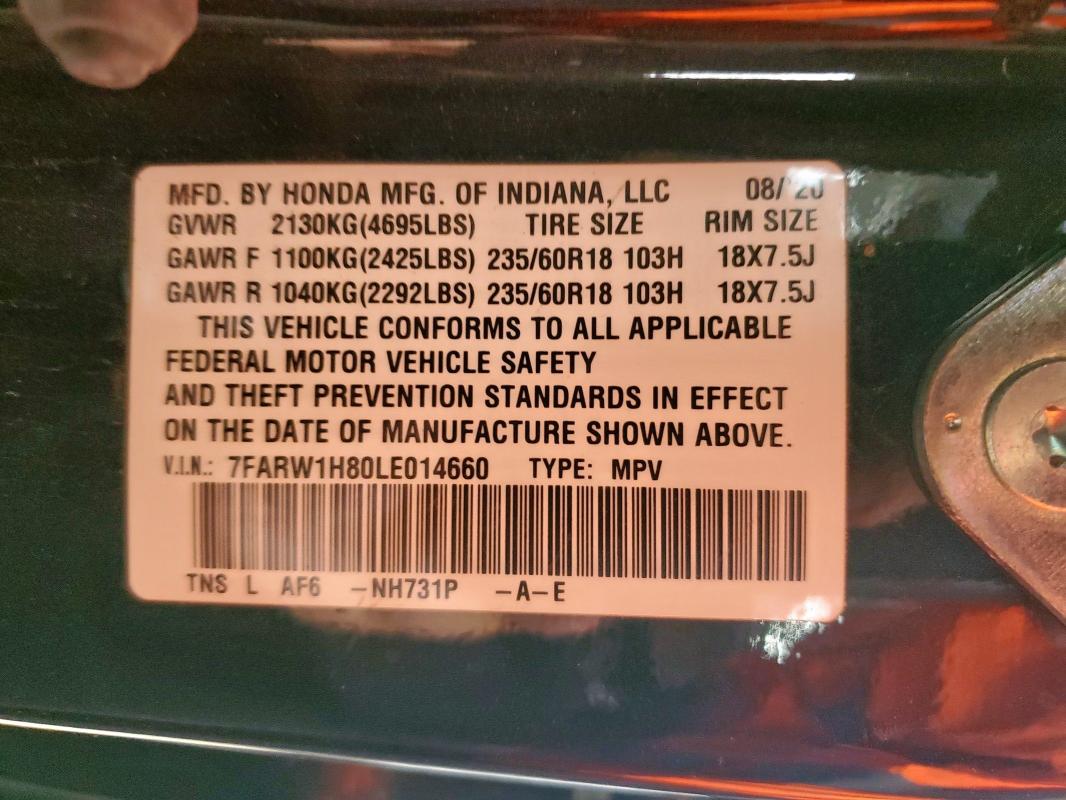 MFD. BY HONDA MFG. OF INDIANA, LLC 08/'20
GVWR 2130KG(4695LBS) TIRE SIZE RIM SIZE
GAWR F 1100KG(2425LBS) 235/60R18 103H 18X7.5J
GAWR R 1040KG(2292LBS) 235/60R18 103H 18X7.5J
THIS VEHICLE CONFORMS TO ALL APPLICABLE
FEDERAL MOTOR VEHICLE SAFETY
AND THEFT PREVENTION STANDARDS IN EFFECT
ON THE DATE OF MANUFACTURE SHOWN ABOVE.
V.I.N.: 7FARW1H80LE014660 TYPE: MPV
TNS L AF6 -NH731P -A-E